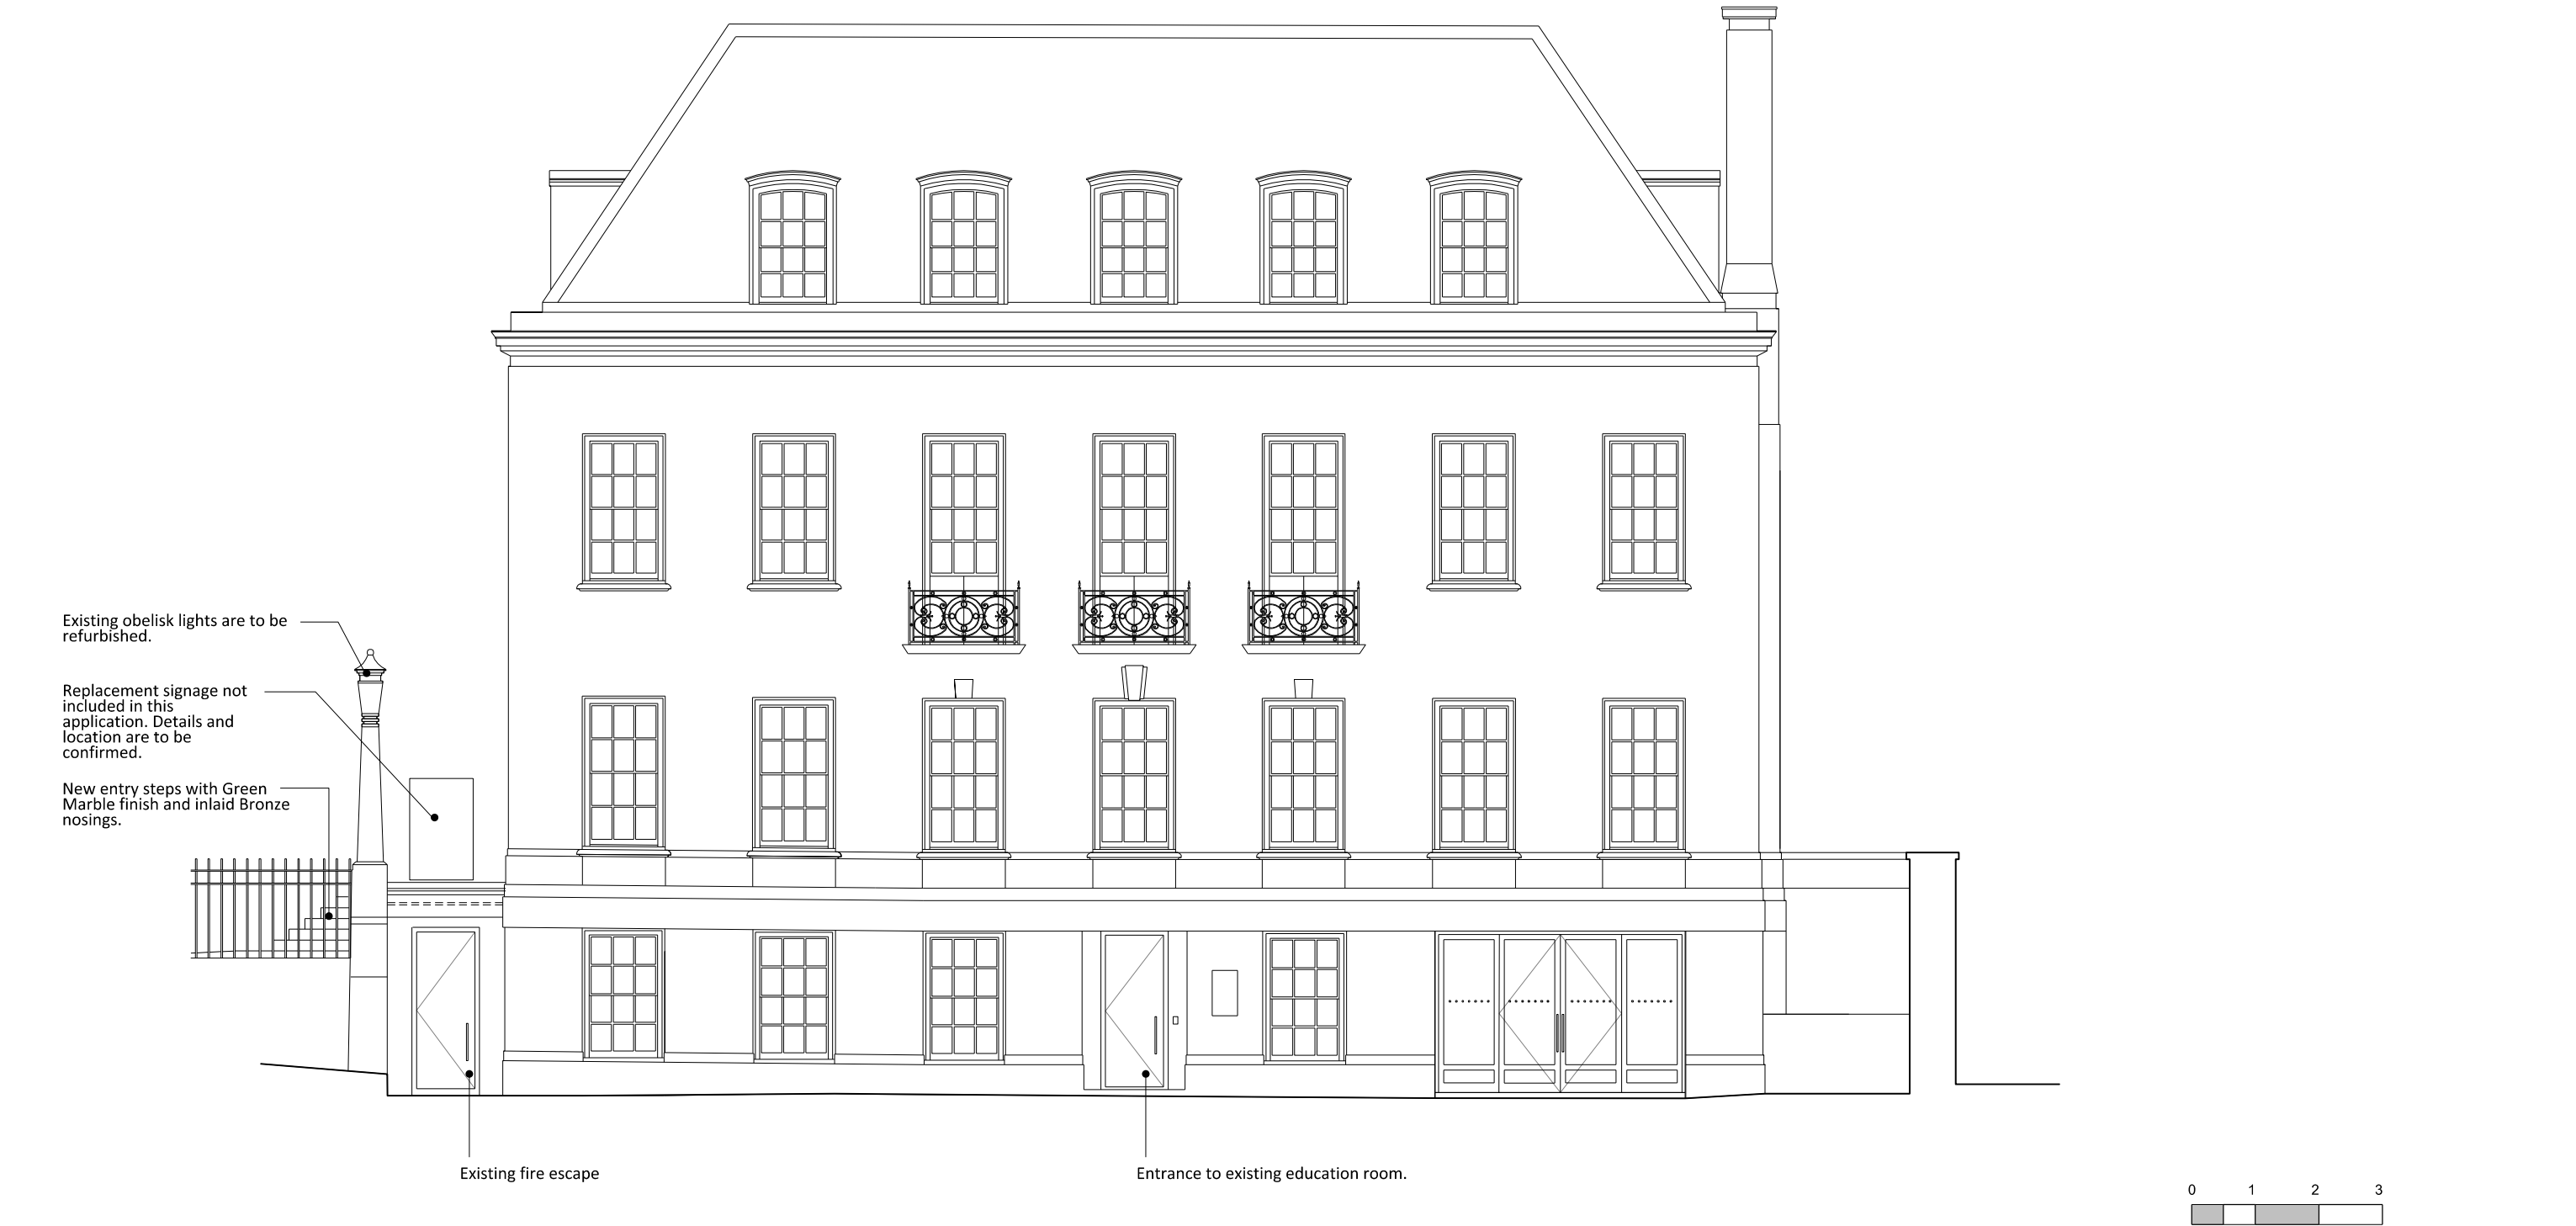 Existing obelisk lights are to be
refurbished.
Replacement signage not
included in this
application. Details and
location are to be
confirmed.
New entry steps with Green
Marble finish and inlaid Bronze
nosings.
Existing fire escape
Entrance to existing education room.
0 1 2 3